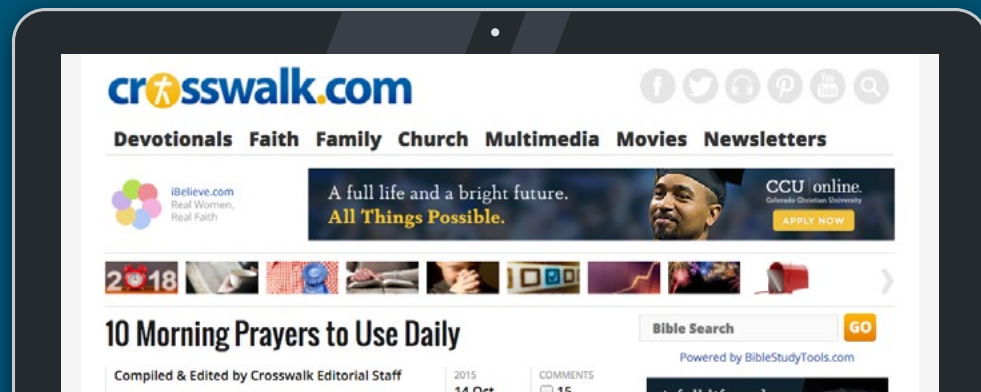 crosswalk.com
f
You
Tube
Devotionals Faith Family Church Multimedia Movies Newsletters
iBelieve.com
Real Women,
Real Faith
A full life and a bright future.
All Things Possible.
CCU online.
Colorado Christian University
APPLY NOW
2018
10 Morning Prayers to Use Daily
Bible Search
GO
Powered by BibleStudyTools.com
Compiled & Edited by Crosswalk Editorial Staff
2015
14 Oct
COMMENTS
15